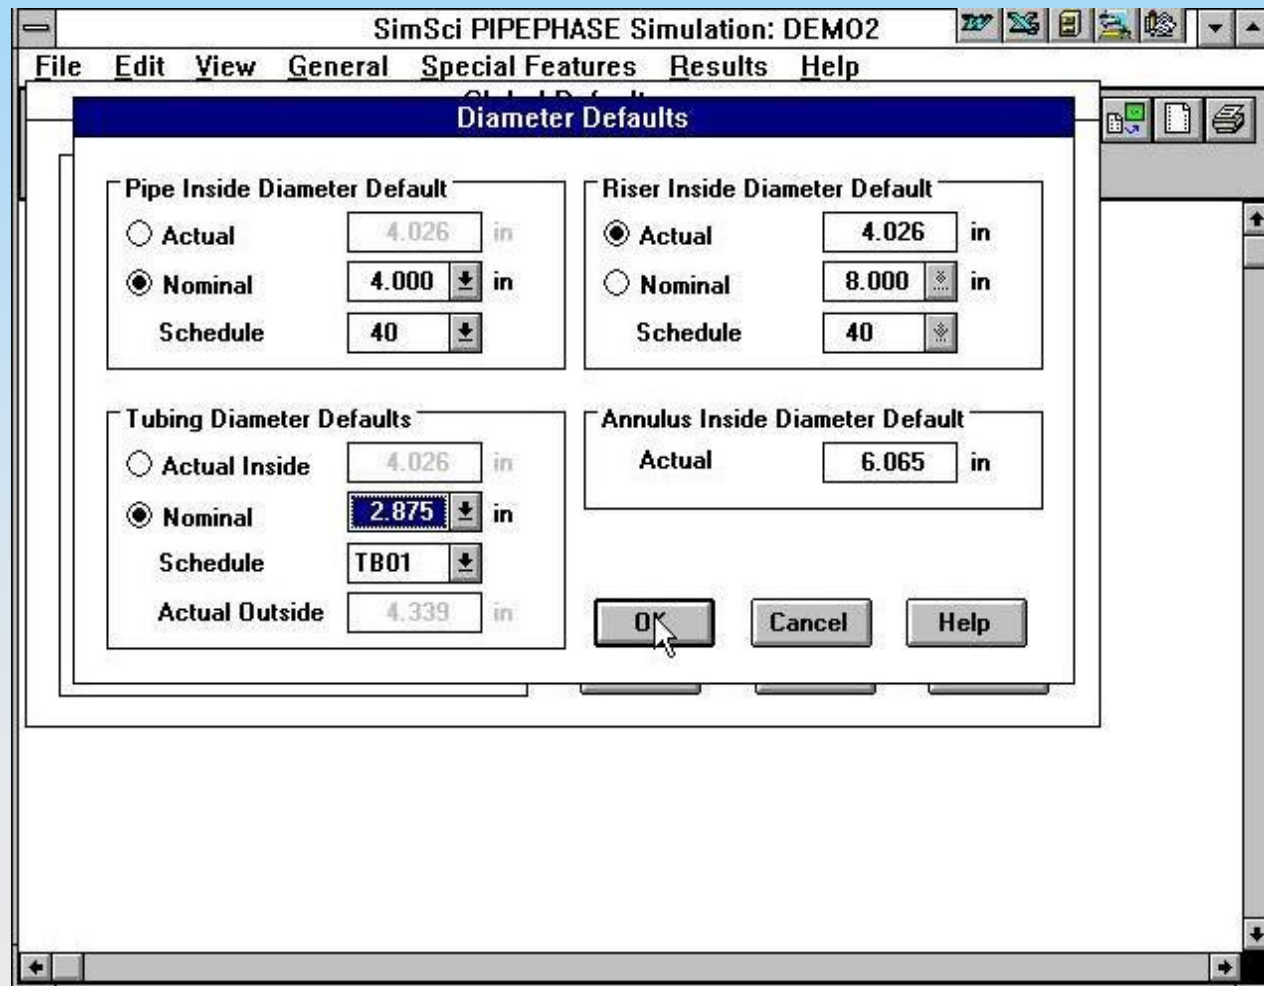 SimSci PIPEPHASE Simulation: DEMO2
File Edit View General Special Features Results Help
Diameter Defaults
Pipe Inside Diameter Default
Actual 4.026 in
Nominal 4.000 in
Schedule 40
Riser Inside Diameter Default
Actual 4.026 in
Nominal 8.000 in
Schedule 40
Tubing Diameter Defaults
Actual Inside 4.026 in
Nominal 2.875 in
Schedule TB01
Actual Outside 4.339 in
Annulus Inside Diameter Default
Actual 6.065 in
OK Cancel Help